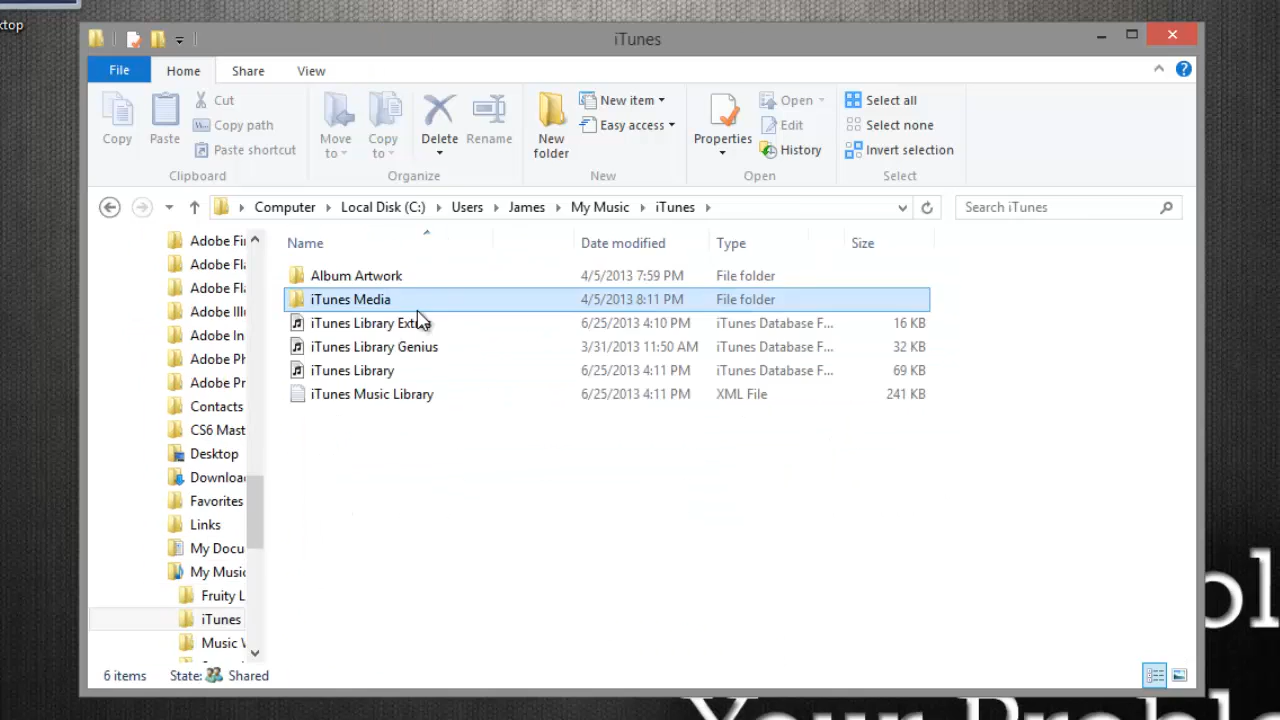 ktop
iTunes
File Home Share View
Copy Paste Cut Copy path Paste shortcut Move to Copy to Delete Rename New folder New item Easy access Properties Open Edit History Select all Select none Invert selection
Clipboard Organize New Open Select
Computer Local Disk (C:) Users James My Music iTunes Search iTunes
Name Date modified Type Size
Adobe Fir
Adobe Fla
Adobe Fla
Adobe Illu
Adobe In
Adobe Ph
Adobe Pr
Contacts
CS6 Mast
Desktop
Downloa
Favorites
Links
My Docu
My Music
Fruity L
iTunes
Music V
Album Artwork 4/5/2013 7:59 PM File folder
iTunes Media 4/5/2013 8:11 PM File folder
iTunes Library Extras 6/25/2013 4:10 PM iTunes Database F... 16 KB
iTunes Library Genius 3/31/2013 11:50 AM iTunes Database F... 32 KB
iTunes Library 6/25/2013 4:11 PM iTunes Database F... 69 KB
iTunes Music Library 6/25/2013 4:11 PM XML File 241 KB
6 items State: Shared
ol
Your Proble